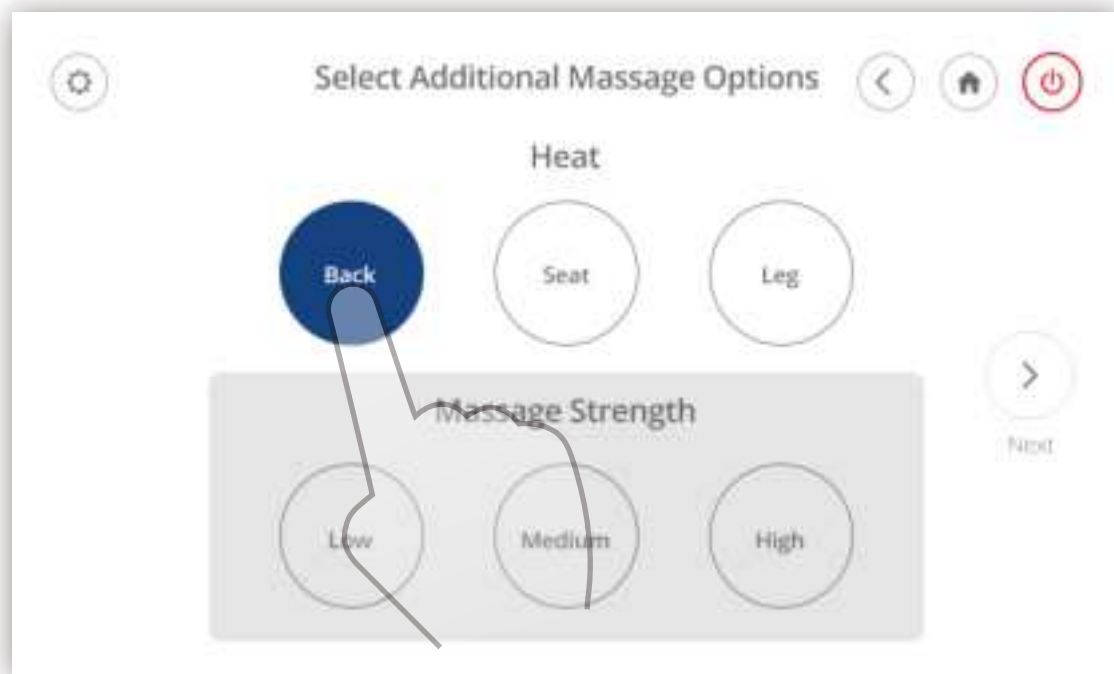 Select Additional Massage Options
Heat
Back
Seat
Leg
Massage Strength
Next
Low
Medium
High